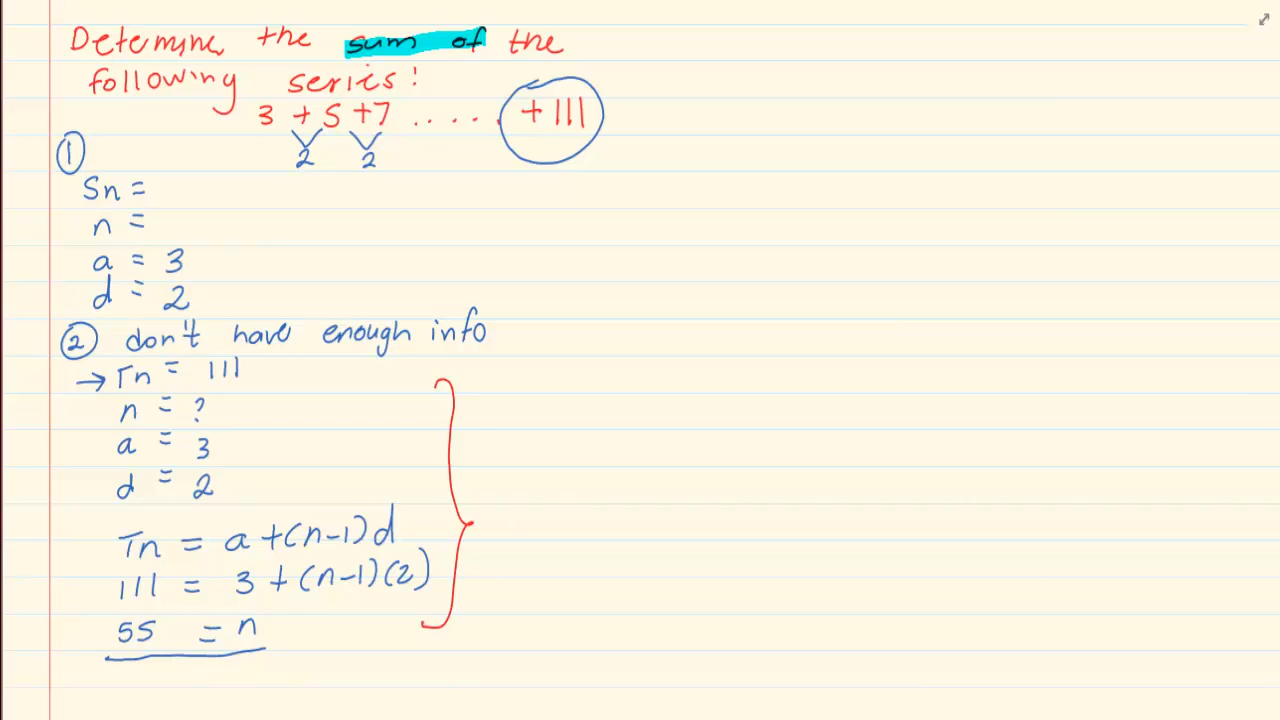 Determine the sum of the
following series!
3 + 5 + 7 ..... + 111
2 2
①
Sn =
n =
a = 3
d = 2
② don't have enough info
→ Tn = 111
n = ?
a = 3
d = 2
Tn = a + (n-1)d
111 = 3 + (n-1)(2)
55 = n